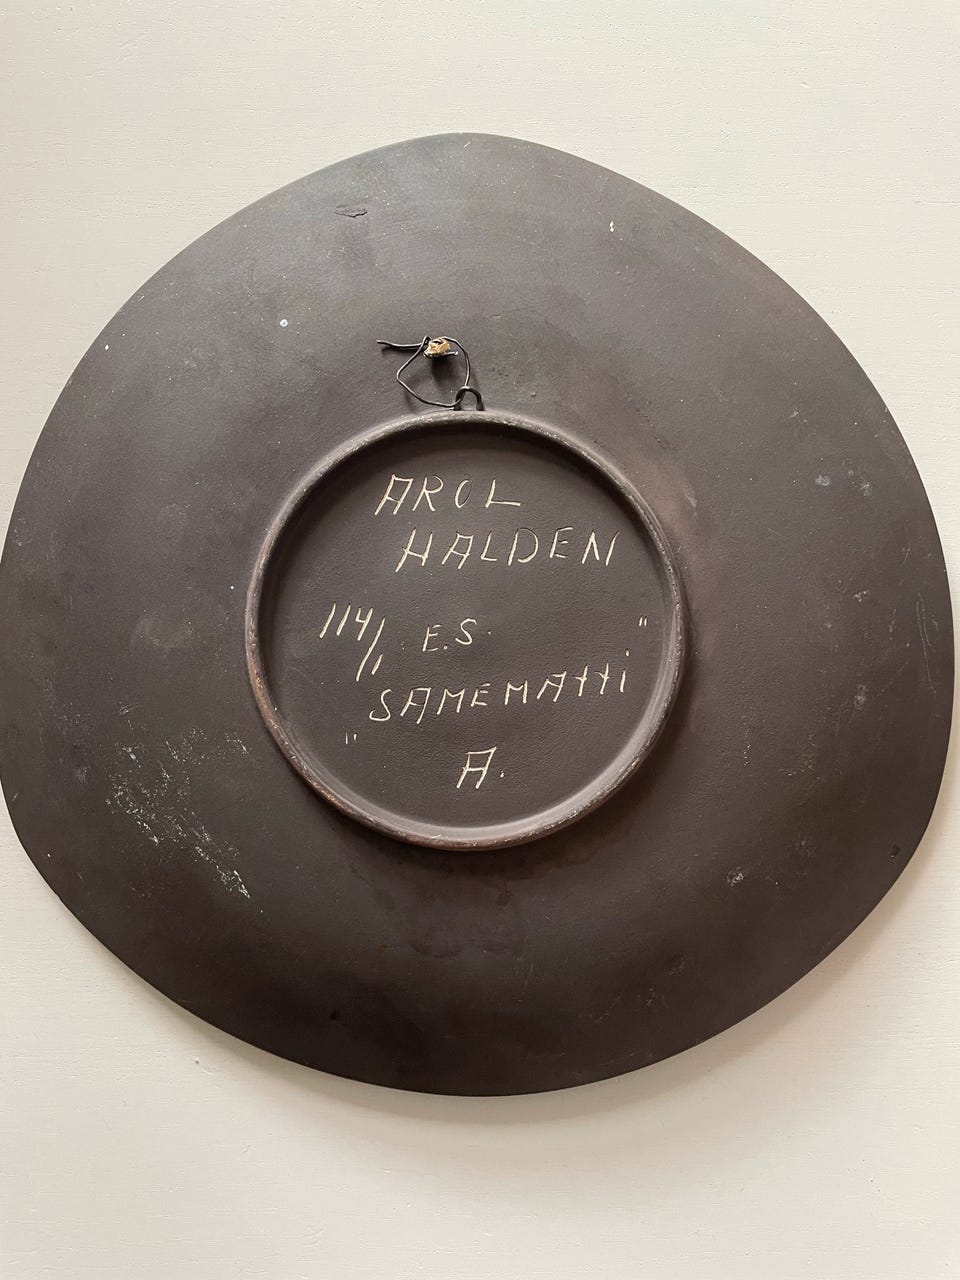 AROL
HALDEN
114/1 E.S.
"SAMEMATTI"
A.